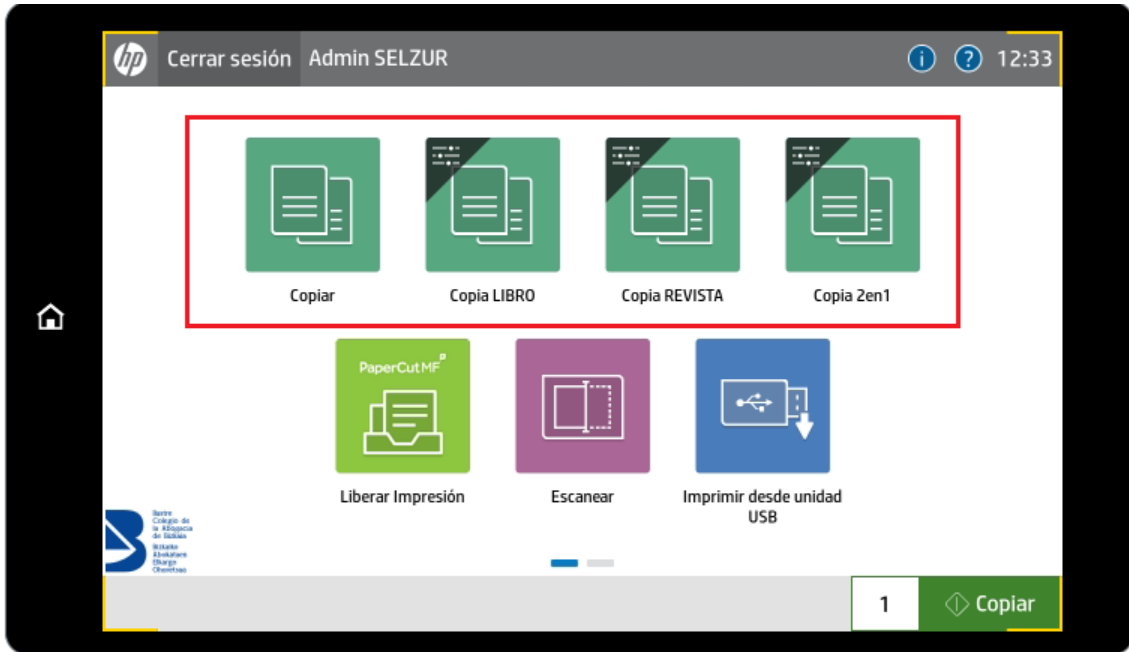 hp Cerrar sesión Admin SELZUR i ? 12:33
Copiar Copia LIBRO Copia REVISTA Copia 2en1
PaperCut MF
Liberar Impresión Escanear Imprimir desde unidad
USB
Ilustre
Colegio de
la Abogacía
de Bizkaia
Bizkaiko
Abokatuen
Elkargo
Ohoretsua
1 Copiar